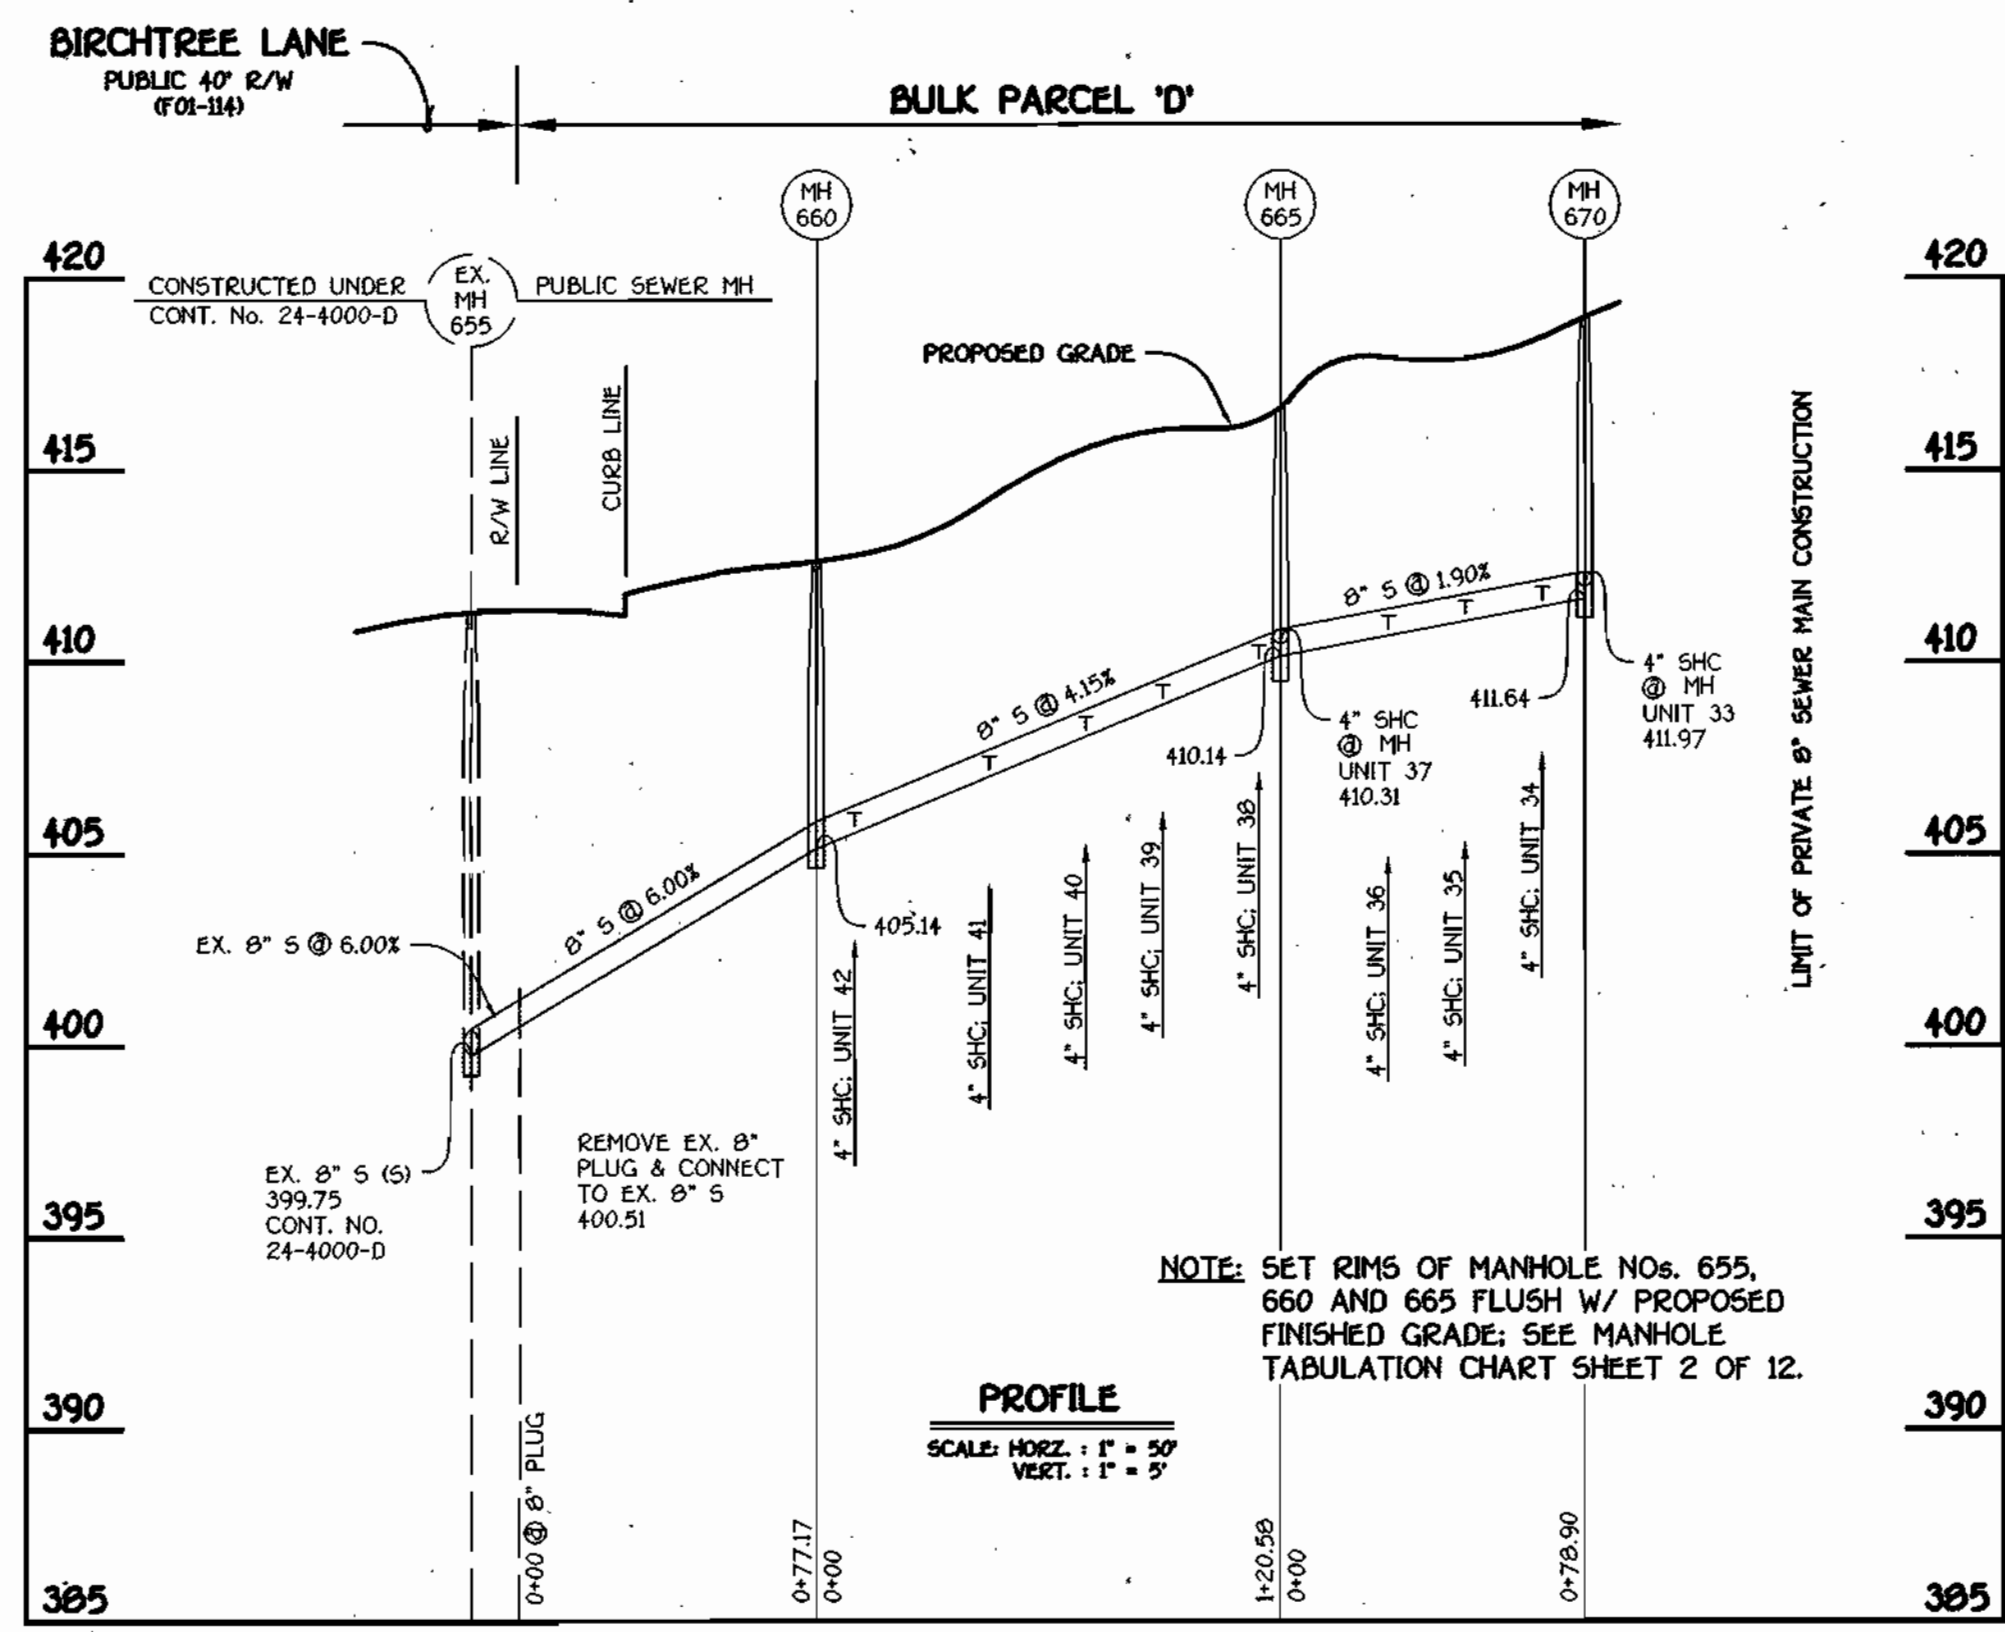 BIRCHTREE LANE
PUBLIC 40' R/W
(F01-114)
BULK PARCEL 'D'
MH
660
MH
665
MH
670
420
420
CONSTRUCTED UNDER
CONT. No. 24-4000-D
EX.
MH
655
PUBLIC SEWER MH
PROPOSED GRADE
R/W LINE
CURB LINE
415
415
410
410
405
405
400
400
395
395
390
390
385
385
8" S @ 1.90%
8" S @ 4.15%
8" S @ 6.00%
EX. 8" S @ 6.00%
T
T
T
T
T
T
T
T
4" SHC
@ MH
UNIT 33
411.97
411.64
4" SHC
@ MH
UNIT 37
410.31
410.14
405.14
4" SHC; UNIT 42
4" SHC; UNIT 41
4" SHC; UNIT 40
4" SHC; UNIT 39
4" SHC; UNIT 38
4" SHC; UNIT 36
4" SHC; UNIT 35
4" SHC; UNIT 34
LIMIT OF PRIVATE 8" SEWER MAIN CONSTRUCTION
EX. 8" S (S)
399.75
CONT. NO.
24-4000-D
REMOVE EX. 8"
PLUG & CONNECT
TO EX. 8" S
400.51
NOTE: SET RIMS OF MANHOLE NOs. 655,
660 AND 665 FLUSH W/ PROPOSED
FINISHED GRADE; SEE MANHOLE
TABULATION CHART SHEET 2 OF 12.
PROFILE
SCALE: HORZ. : 1" = 50'
VERT. : 1" = 5'
0+00 @ 8" PLUG
0+77.17
0+00
1+20.58
0+00
0+78.90